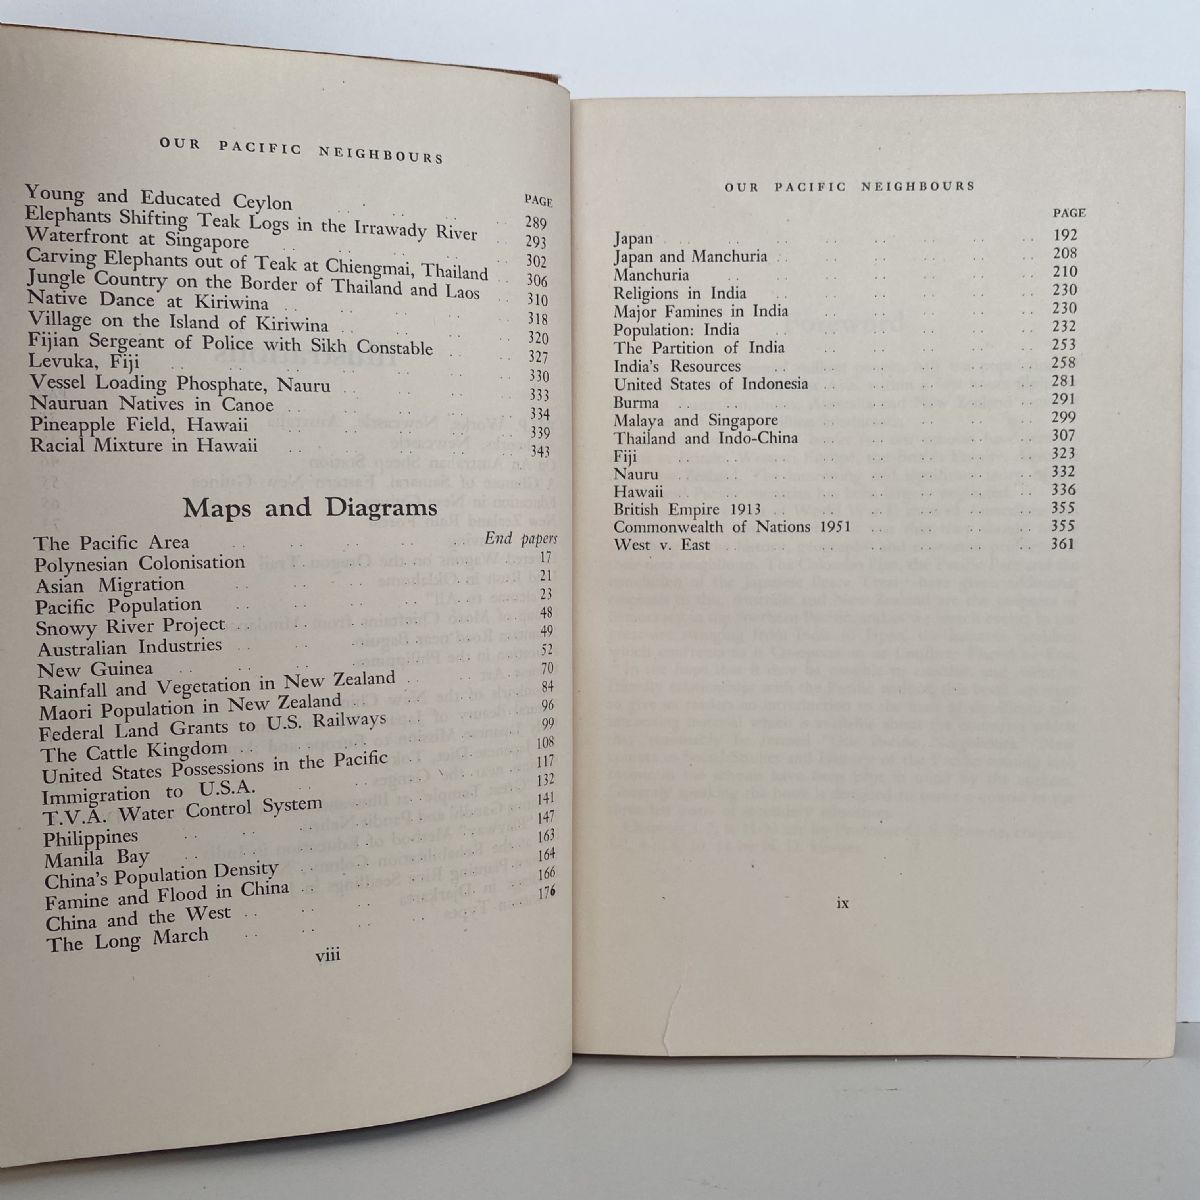 OUR PACIFIC NEIGHBOURS
PAGE
Young and Educated Ceylon 289
Elephants Shifting Teak Logs in the Irrawady River 293
Waterfront at Singapore 302
Carving Elephants out of Teak at Chiengmai, Thailand 306
Jungle Country on the Border of Thailand and Laos 310
Native Dance at Kiriwina 318
Village on the Island of Kiriwina 320
Fijian Sergeant of Police with Sikh Constable 327
Levuka, Fiji 330
Vessel Loading Phosphate, Nauru 333
Nauruan Natives in Canoe 334
Pineapple Field, Hawaii 339
Racial Mixture in Hawaii 343
Maps and Diagrams
The Pacific Area End papers
Polynesian Colonisation 17
Asian Migration 21
Pacific Population 23
Snowy River Project 48
Australian Industries 49
New Guinea 52
Rainfall and Vegetation in New Zealand 70
Maori Population in New Zealand 84
Federal Land Grants to U.S. Railways 96
The Cattle Kingdom 99
United States Possessions in the Pacific 108
Immigration to U.S.A. 117
T.V.A. Water Control System 132
Philippines 141
Manila Bay 147
China's Population Density 163
Famine and Flood in China 164
China and the West 166
The Long March 176
viii
OUR PACIFIC NEIGHBOURS
PAGE
Japan 192
Japan and Manchuria 208
Manchuria 210
Religions in India 230
Major Famines in India 230
Population: India 232
The Partition of India 253
India's Resources 258
United States of Indonesia 281
Burma 291
Malaya and Singapore 299
Thailand and Indo-China 307
Fiji 323
Nauru 332
Hawaii 336
British Empire 1913 355
Commonwealth of Nations 1951 355
West v. East 361
ix